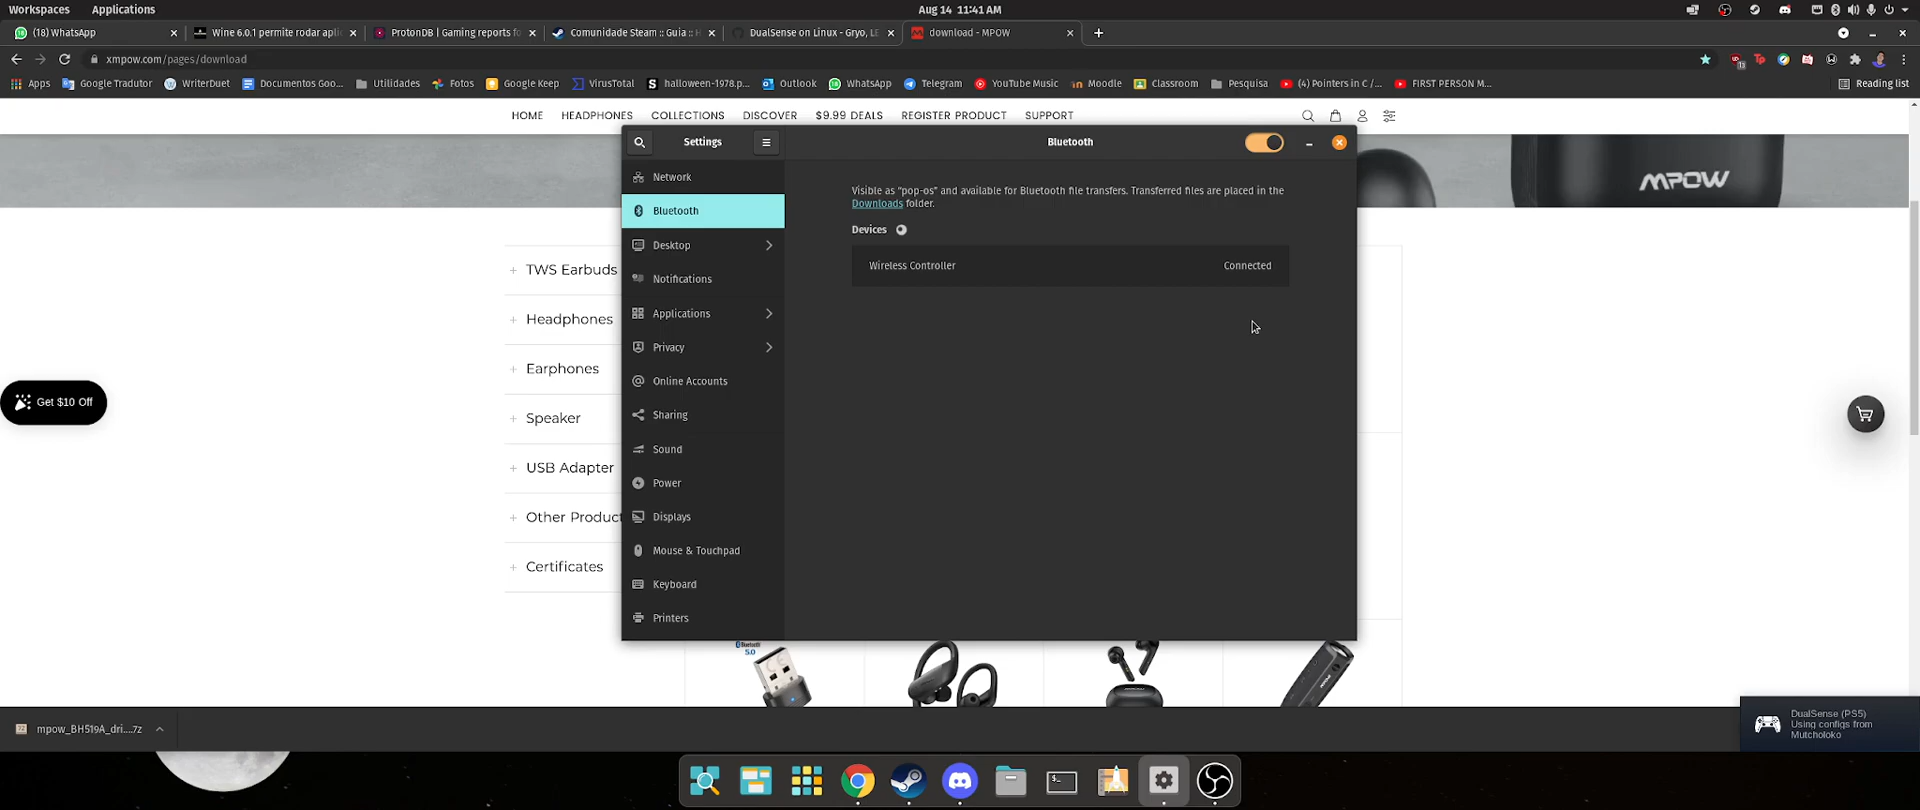 Workspaces Applications Aug 14 11:41 AM
(18) WhatsApp
Wine 6.0.1 permite rodar apli
ProtonDB | Gaming reports fo
Comunidade Steam :: Guia :: H
DualSense on Linux - Gryo, LE
download - MPOW
xmpow.com/pages/download
Apps Google Tradutor WriterDuet Documentos Goo... Utilidades Fotos Google Keep VirusTotal halloween-1978.p... Outlook WhatsApp Telegram YouTube Music Moodle Classroom Pesquisa (4) Pointers in C /... FIRST PERSON M... Reading list
HOME HEADPHONES COLLECTIONS DISCOVER $9.99 DEALS REGISTER PRODUCT SUPPORT
MPOW
TWS Earbuds
Headphones
Earphones
Speaker
USB Adapter
Other Product
Certificates
Get $10 Off
Settings
Network
Bluetooth
Desktop
Notifications
Applications
Privacy
Online Accounts
Sharing
Sound
Power
Displays
Mouse & Touchpad
Keyboard
Printers
Bluetooth
Visible as "pop-os" and available for Bluetooth file transfers. Transferred files are placed in the
Downloads folder.
Devices
Wireless Controller Connected
Bluetooth
5.0
mpow_BH519A_dri....7z
DualSense (PS5)
Using configs from
Mutcholoko